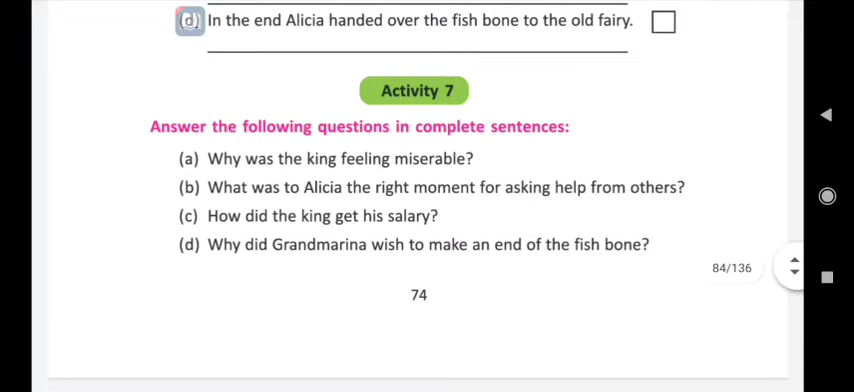 (d) In the end Alicia handed over the fish bone to the old fairy.
Activity 7
Answer the following questions in complete sentences:
(a) Why was the king feeling miserable?
(b) What was to Alicia the right moment for asking help from others?
(c) How did the king get his salary?
(d) Why did Grandmarina wish to make an end of the fish bone?
84/136
74